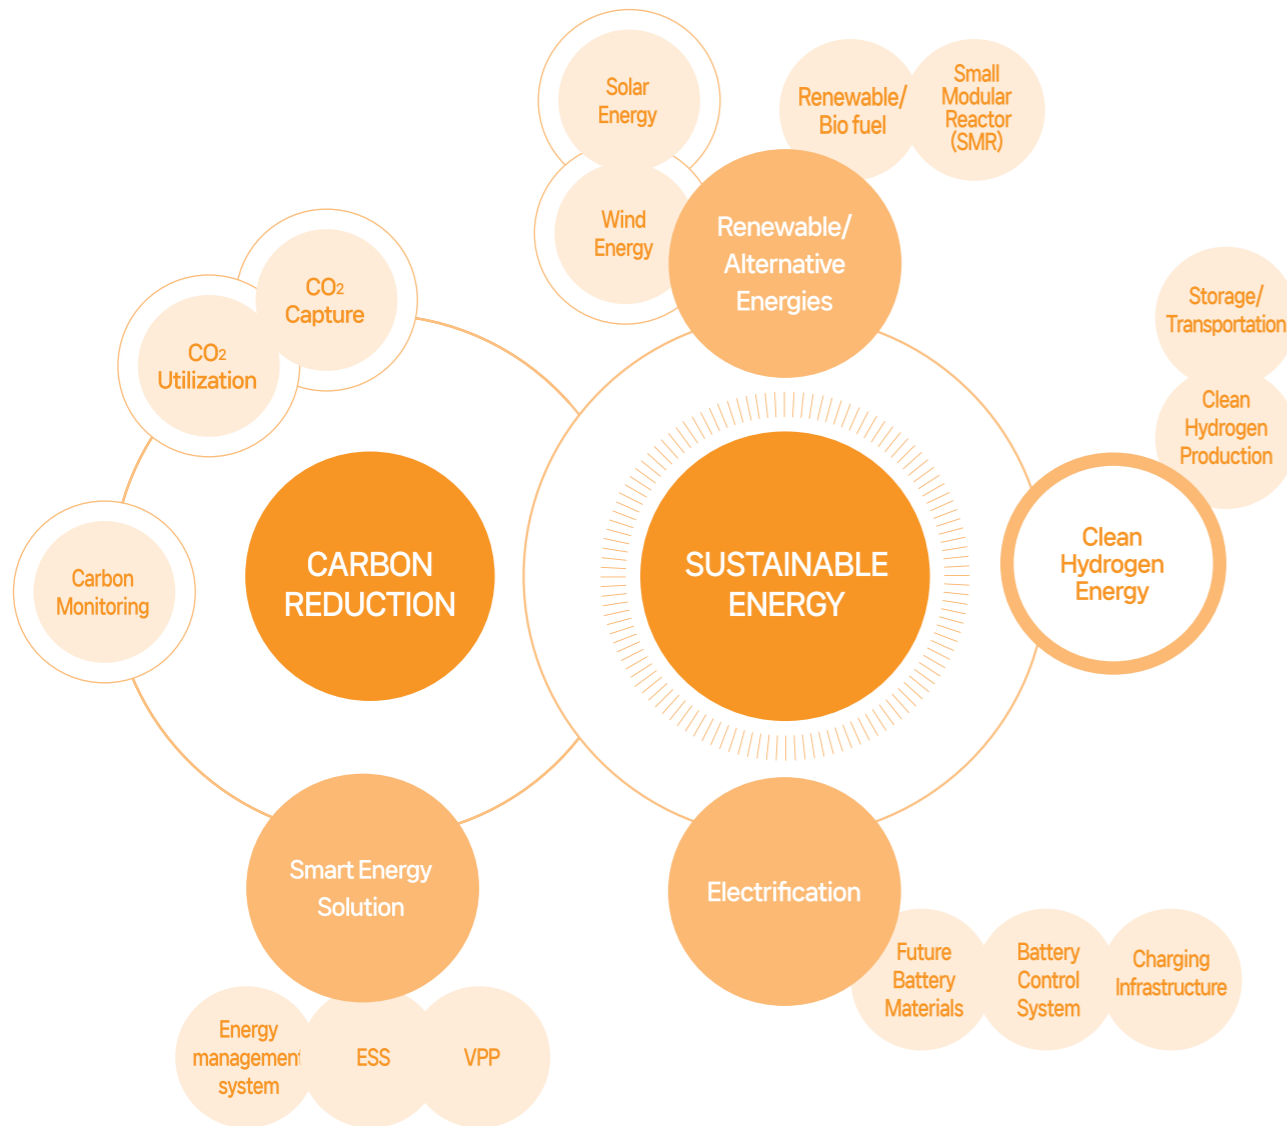 Solar
Energy
Wind
Energy
Renewable/
Bio fuel
Small
Modular
Reactor
(SMR)
Renewable/
Alternative
Energies
CO₂
Capture
CO₂
Utilization
Carbon
Monitoring
CARBON
REDUCTION
SUSTAINABLE
ENERGY
Storage/
Transportation
Clean
Hydrogen
Production
Clean
Hydrogen
Energy
Smart Energy
Solution
Energy
management
system
ESS
VPP
Electrification
Future
Battery
Materials
Battery
Control
System
Charging
Infrastructure